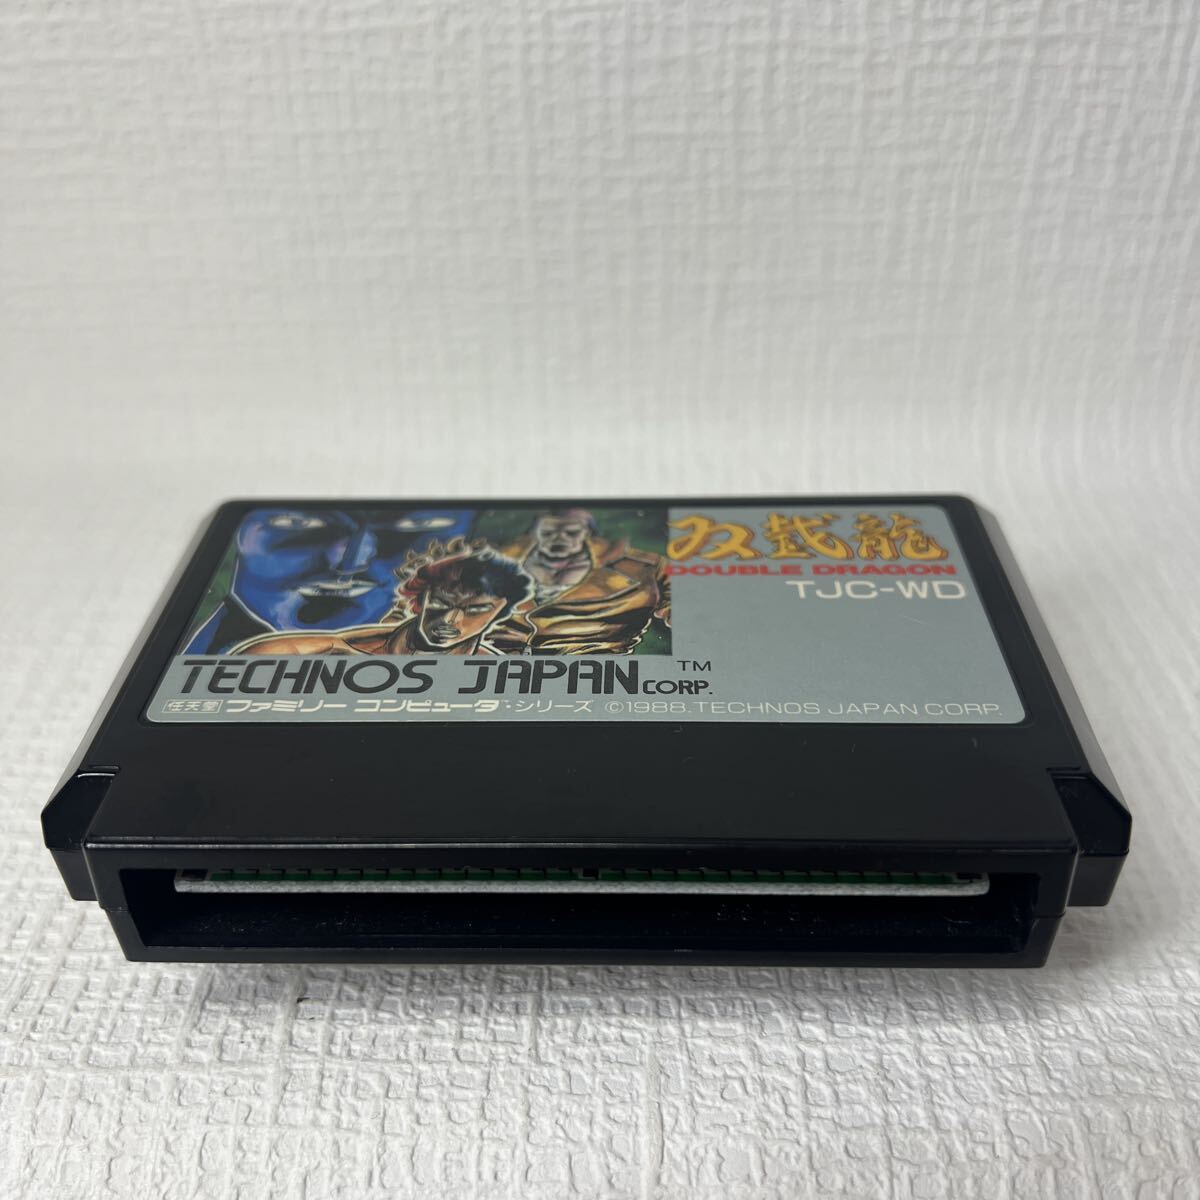 双截龍
DOUBLE DRAGON
TJC-WD
TECHNOS JAPAN CORP. TM
任天堂 ファミリー コンピュータ・シリーズ ©1988.TECHNOS JAPAN CORP.